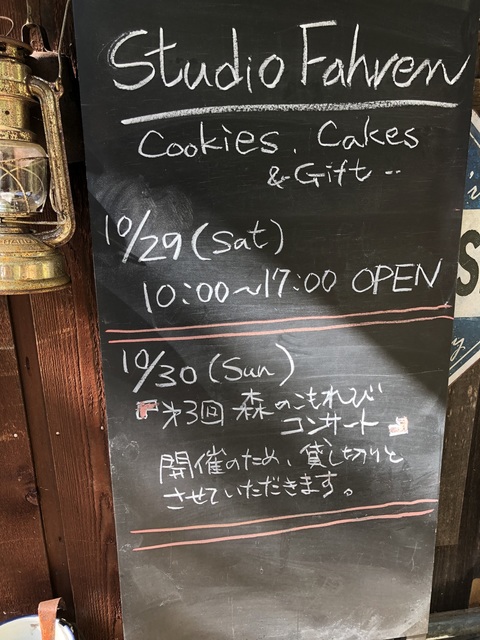 Studio Fahren
Cookies, Cakes
& Gift --
10/29 (Sat)
10:00~17:00 OPEN
10/30 (Sun)
『第3回 森のこもれび
コンサート』
開催のため、貸し切りと
させていただきます。